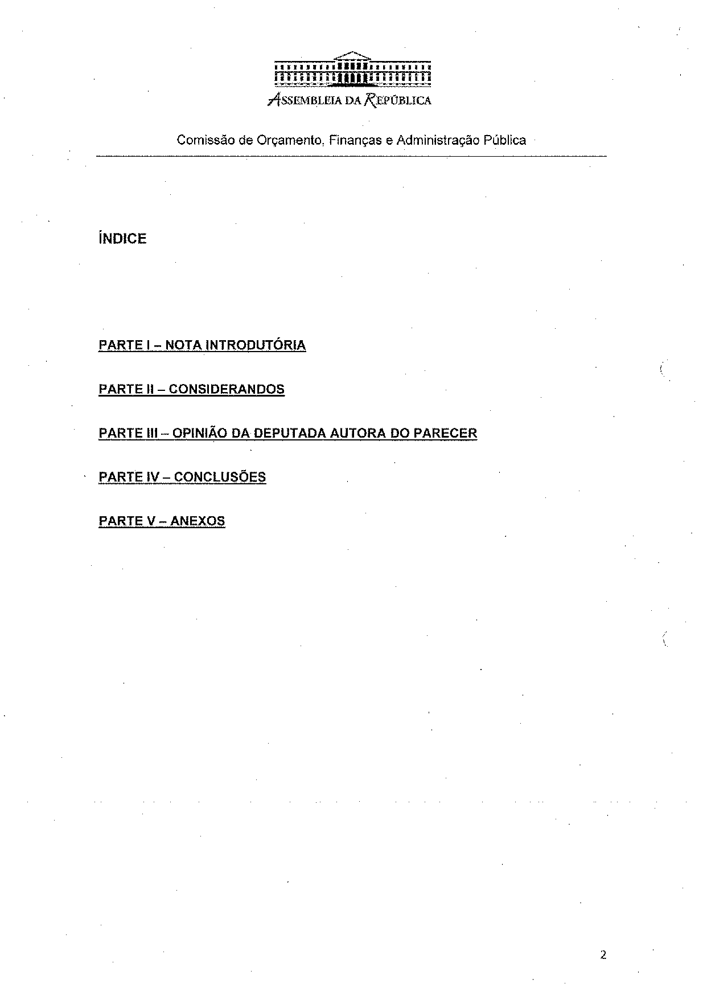 ASSEMBLEIA DA REPÚBLICA
Comissão de Orçamento, Finanças e Administração Pública
ÍNDICE
PARTE I – NOTA INTRODUTÓRIA
PARTE II – CONSIDERANDOS
PARTE III – OPINIÃO DA DEPUTADA AUTORA DO PARECER
PARTE IV – CONCLUSÕES
PARTE V – ANEXOS
2